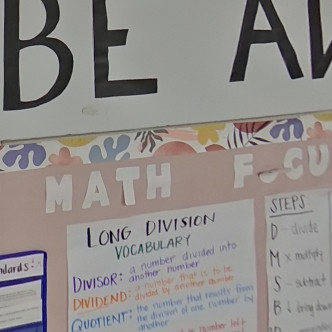 BE A
MATH FOCU
LONG DIVISION
VOCABULARY
DIVISOR: a number divided into
another number
DIVIDEND: a number that is to be
divided by another number
QUOTIENT: the number that results from
the division of one number by
another
number left
STEPS
D - divide
M x multiply
S - subtract
B ↓ bring down
ndards